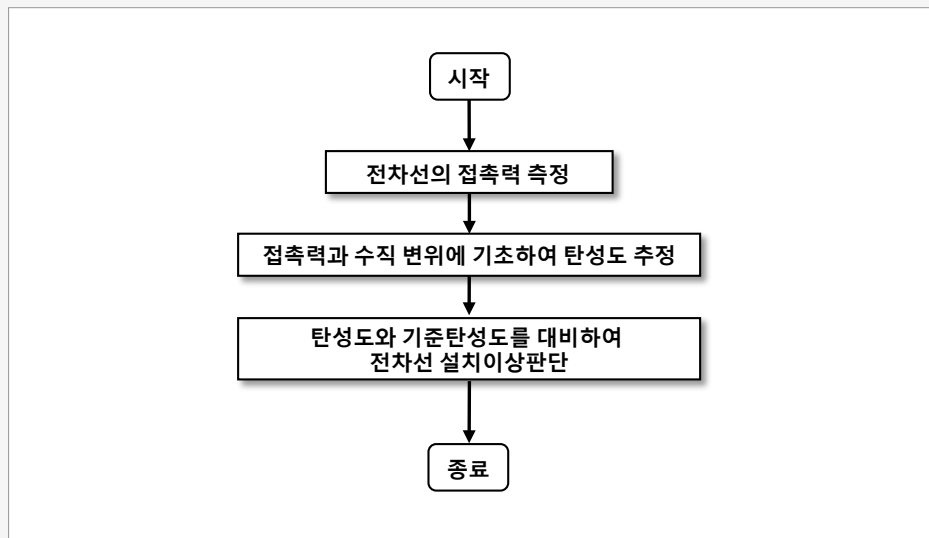 시작
전차선의 접촉력 측정
접촉력과 수직 변위에 기초하여 탄성도 추정
탄성도와 기준탄성도를 대비하여
전차선 설치이상판단
종료